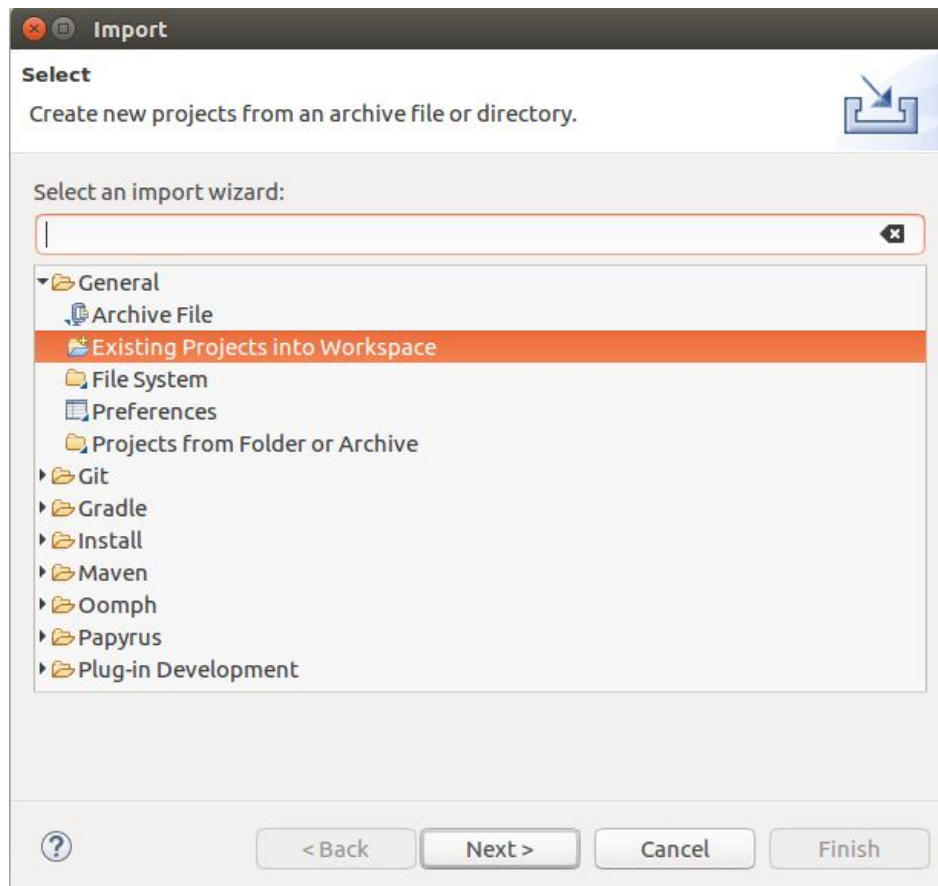 Import
Select
Create new projects from an archive file or directory.
Select an import wizard:
General
Archive File
Existing Projects into Workspace
File System
Preferences
Projects from Folder or Archive
Git
Gradle
Install
Maven
Oomph
Papyrus
Plug-in Development
?
< Back
Next >
Cancel
Finish